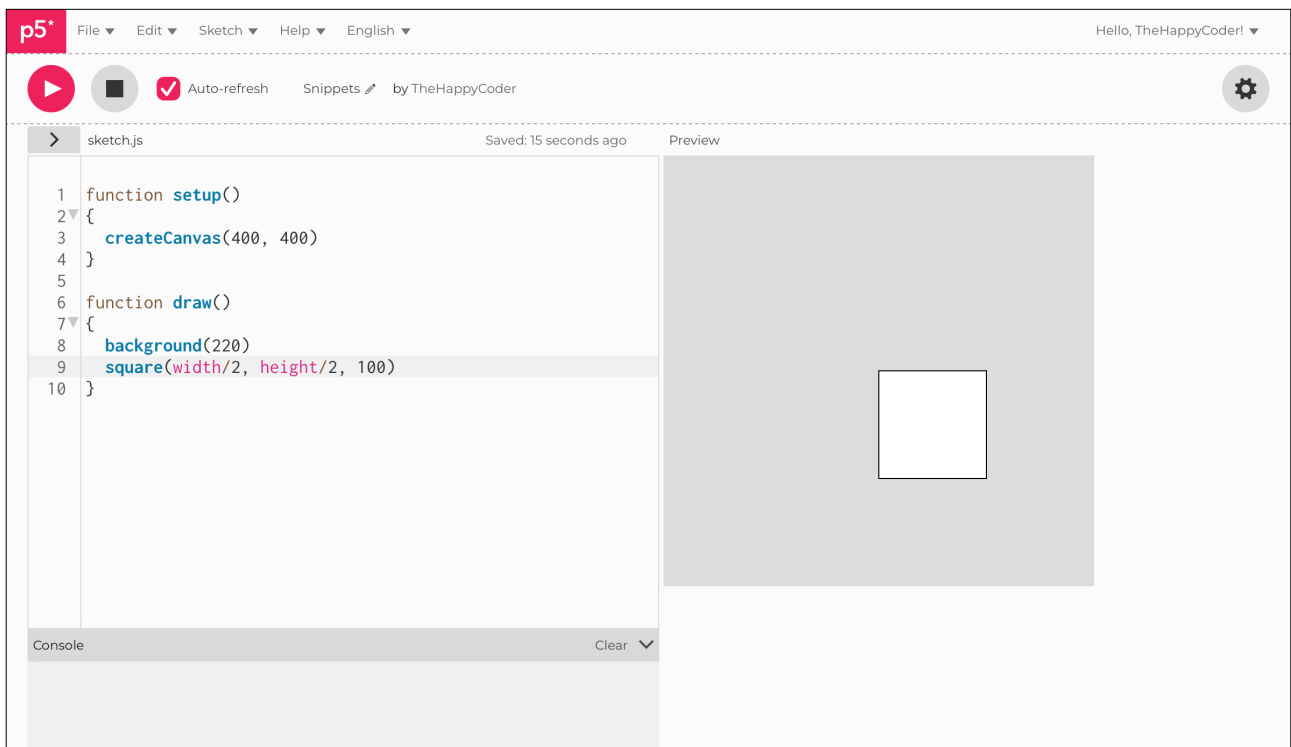 p5* File Edit Sketch Help English Hello, TheHappyCoder!
Auto-refresh Snippets by TheHappyCoder
sketch.js Saved: 15 seconds ago Preview
1 function setup()
2 {
3 createCanvas(400, 400)
4 }
5
6 function draw()
7 {
8 background(220)
9 square(width/2, height/2, 100)
10 }
Console Clear